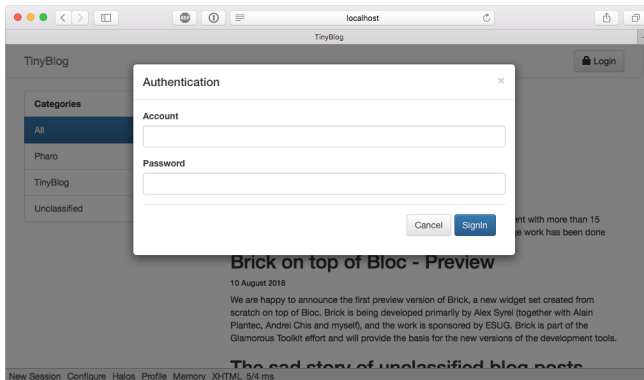 localhost
TinyBlog
TinyBlog
Login
Authentication
Account
Password
Cancel
SignIn
Categories
All
Pharo
TinyBlog
Unclassified
ent with more than 15
work has been done
Brick on top of Bloc - Preview
10 August 2018
We are happy to announce the first preview version of Brick, a new widget set created from
scratch on top of Bloc. Brick is being developed primarily by Alex Syrel (together with Alain
Plantec, Andrei Chis and myself), and the work is sponsored by ESUG. Brick is part of the
Glamorous Toolkit effort and will provide the basis for the new versions of the development tools.
The sad story of unclassified blog posts
New Session Configure Halos Profile Memory XHTML 5/4 ms